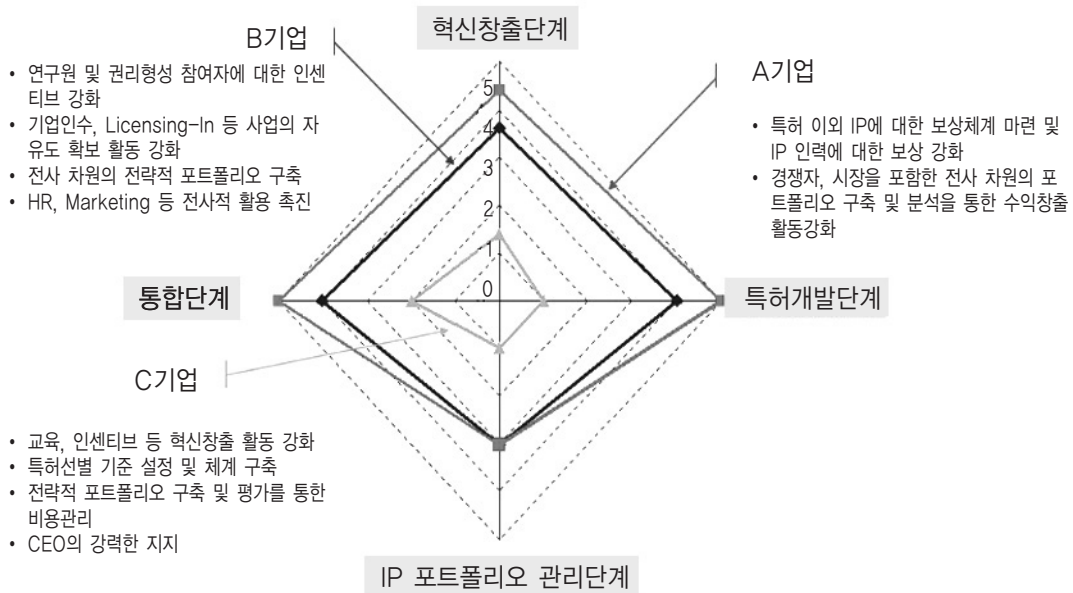 혁신창출단계
B기업
• 연구원 및 권리형성 참여자에 대한 인센
티브 강화
• 기업인수, Licensing-In 등 사업의 자
유도 확보 활동 강화
• 전사 차원의 전략적 포트폴리오 구축
• HR, Marketing 등 전사적 활용 촉진
A기업
• 특허 이외 IP에 대한 보상체계 마련 및
IP 인력에 대한 보상 강화
• 경쟁자, 시장을 포함한 전사 차원의 포
트폴리오 구축 및 분석을 통한 수익창출
활동강화
5
4
3
2
1
0
통합단계
특허개발단계
C기업
• 교육, 인센티브 등 혁신창출 활동 강화
• 특허선별 기준 설정 및 체계 구축
• 전략적 포트폴리오 구축 및 평가를 통한
비용관리
• CEO의 강력한 지지
IP 포트폴리오 관리단계